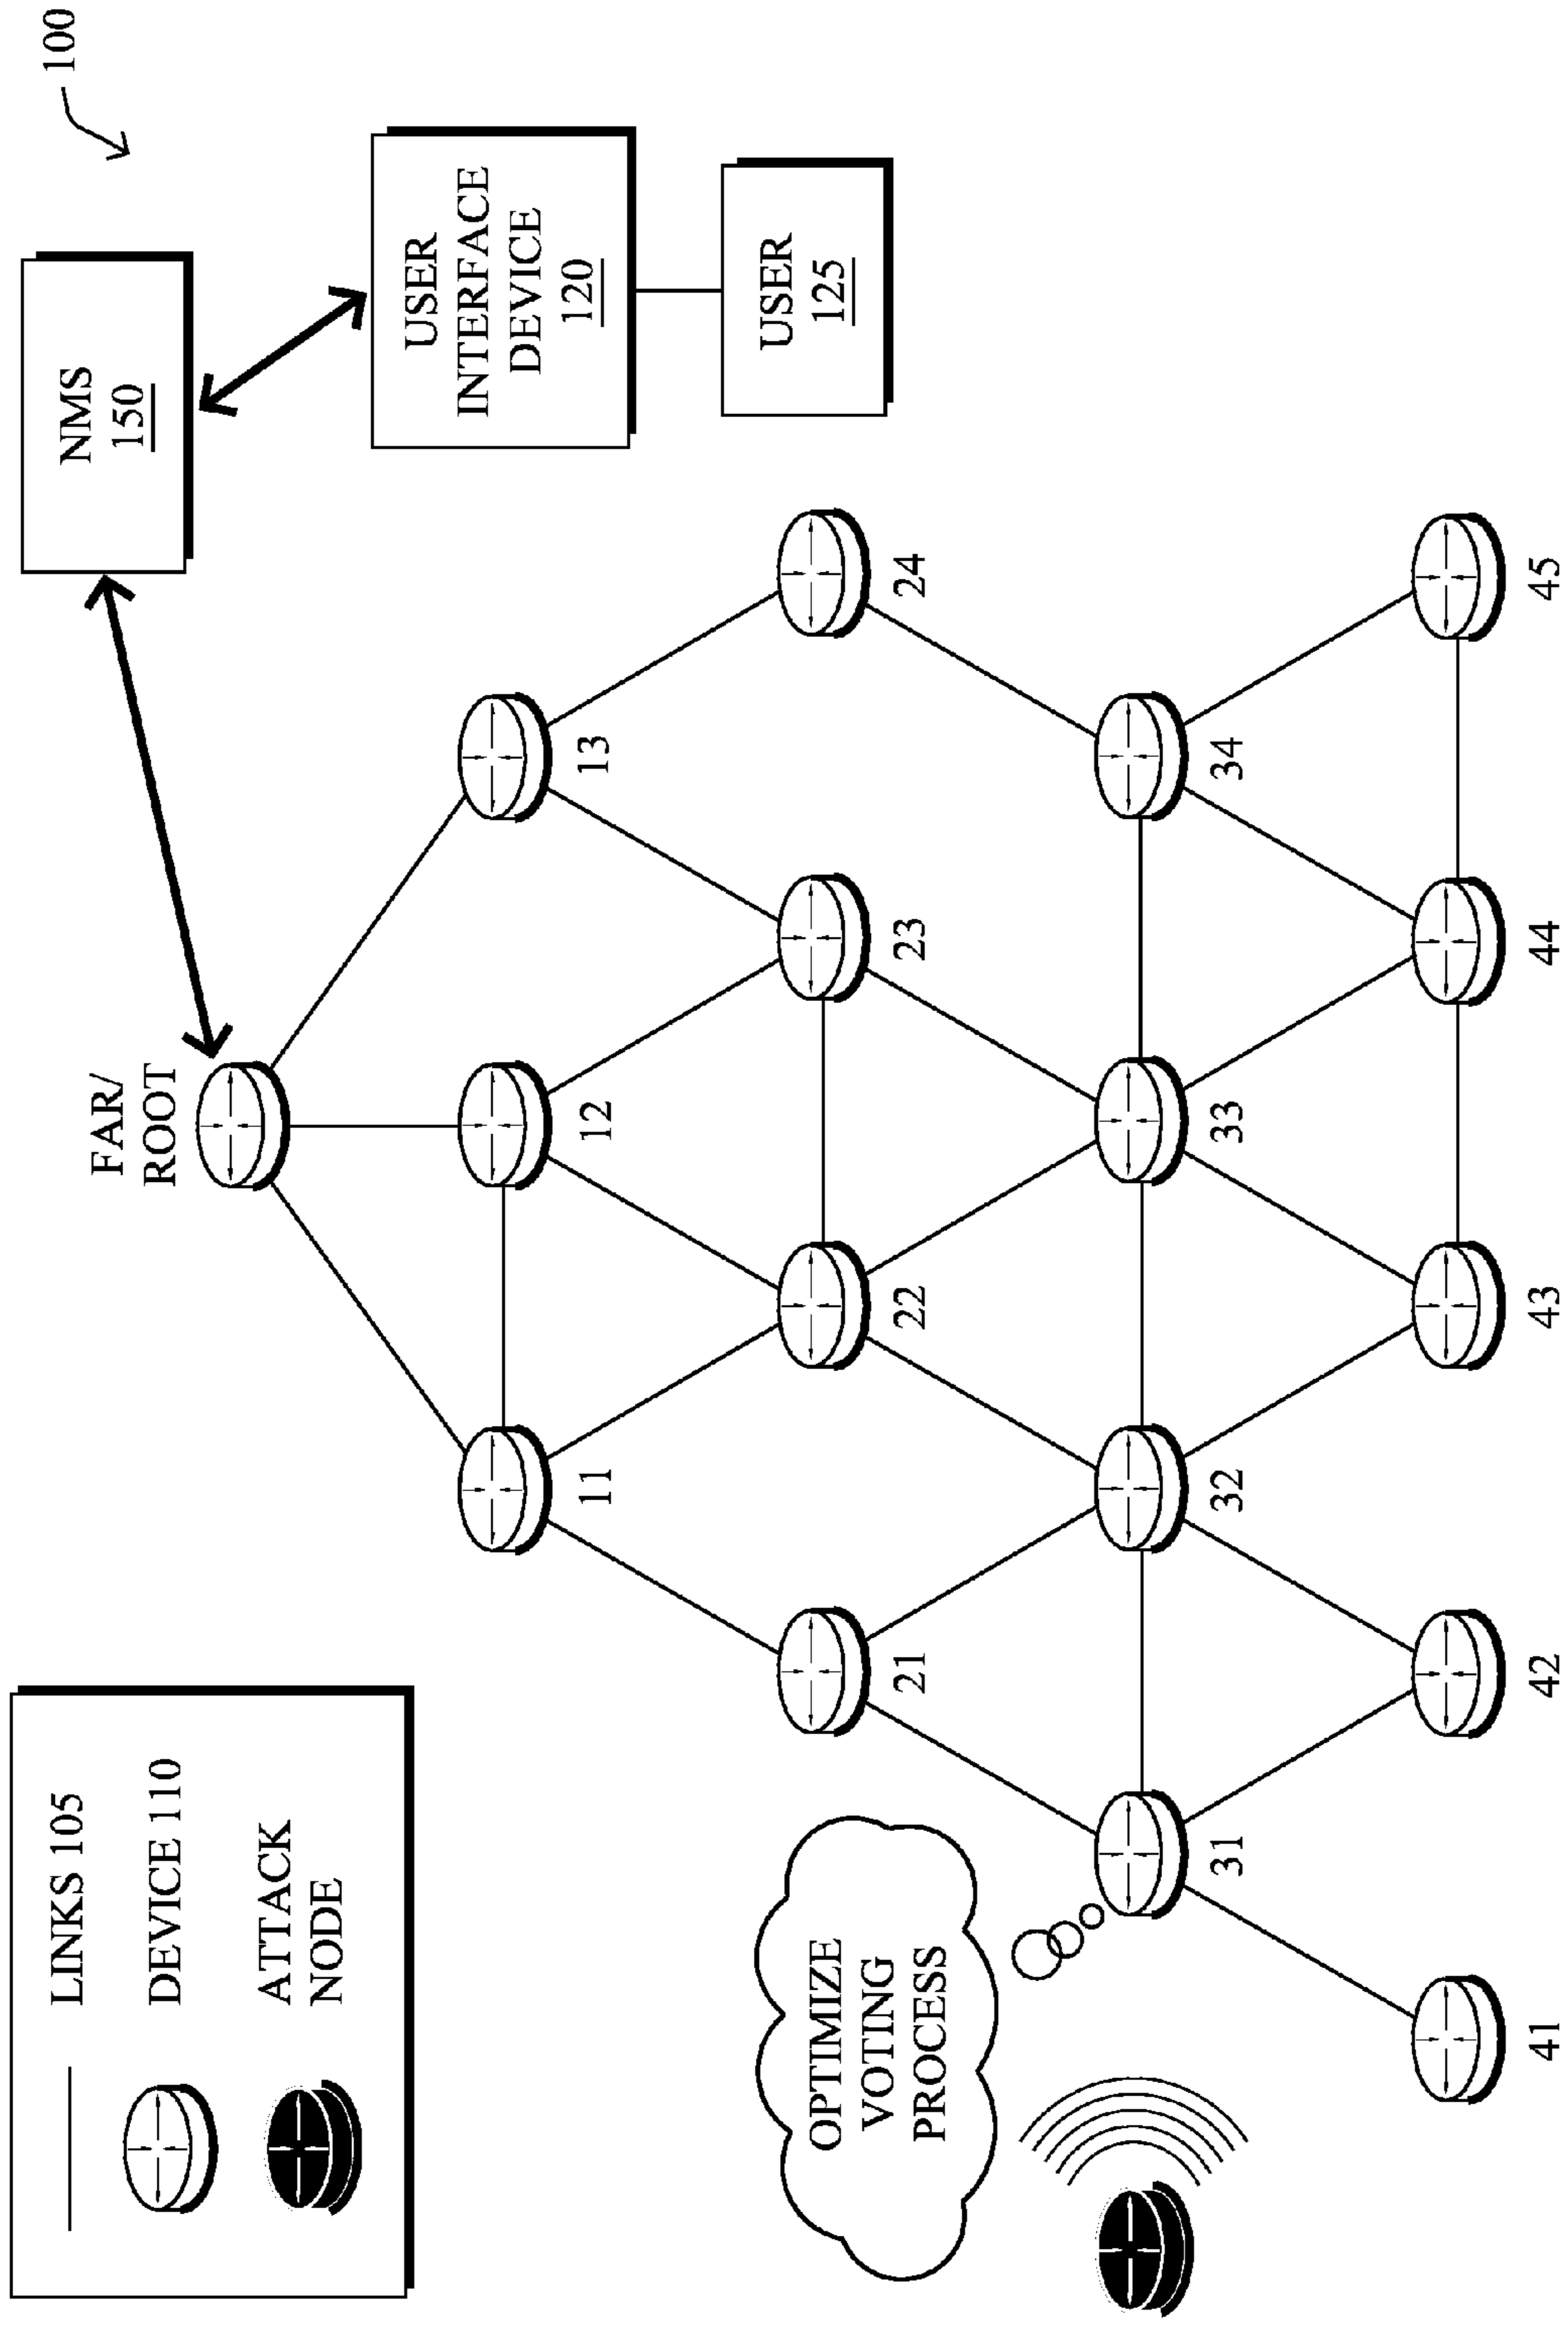 100
LINKS 105
DEVICE 110
ATTACK
NODE
FAR/
ROOT
NMS
150
USER
INTERFACE
DEVICE
120
USER
125
11
12
13
21
22
23
24
OPTIMIZE
VOTING
PROCESS
31
32
33
34
41
42
43
44
45